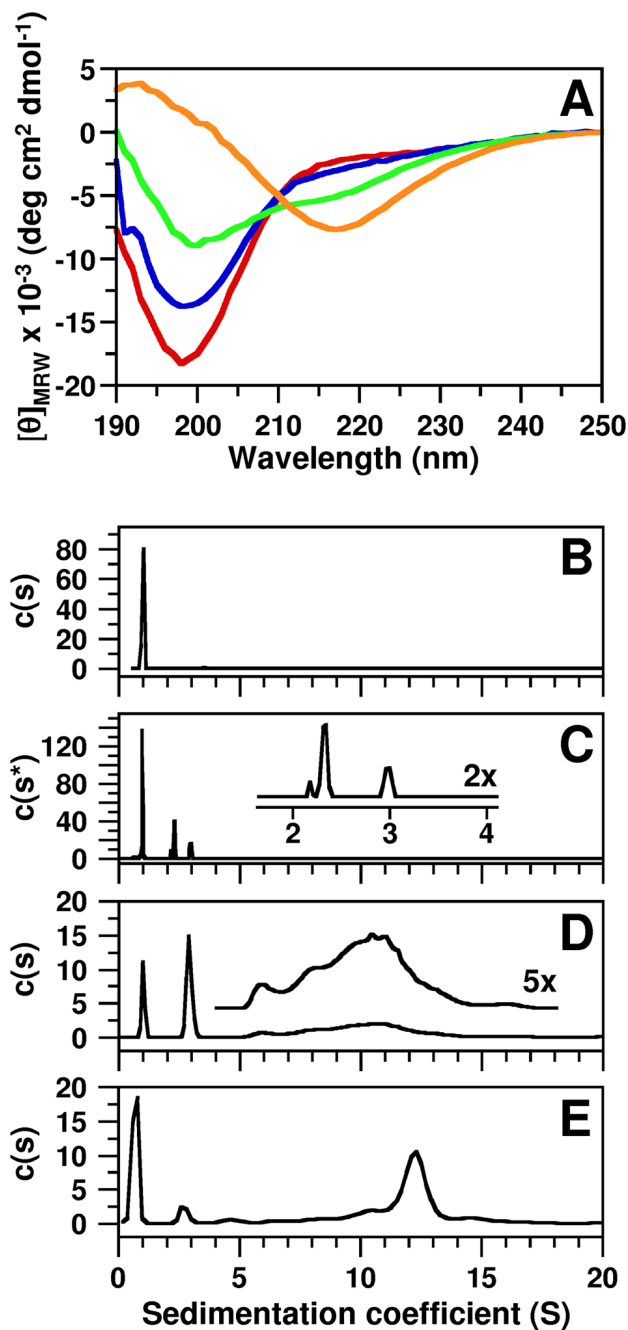 A
[θ]MRW x 10-3 (deg cm2 dmol-1)
5
0
-5
-10
-15
-20
190 200 210 220 230 240 250
Wavelength (nm)
B
c(s)
80
60
40
20
0
C
c(s*)
120
80
40
0
2x
2 3 4
D
c(s)
20
15
10
5
0
5x
E
c(s)
20
15
10
5
0
0 5 10 15 20
Sedimentation coefficient (S)